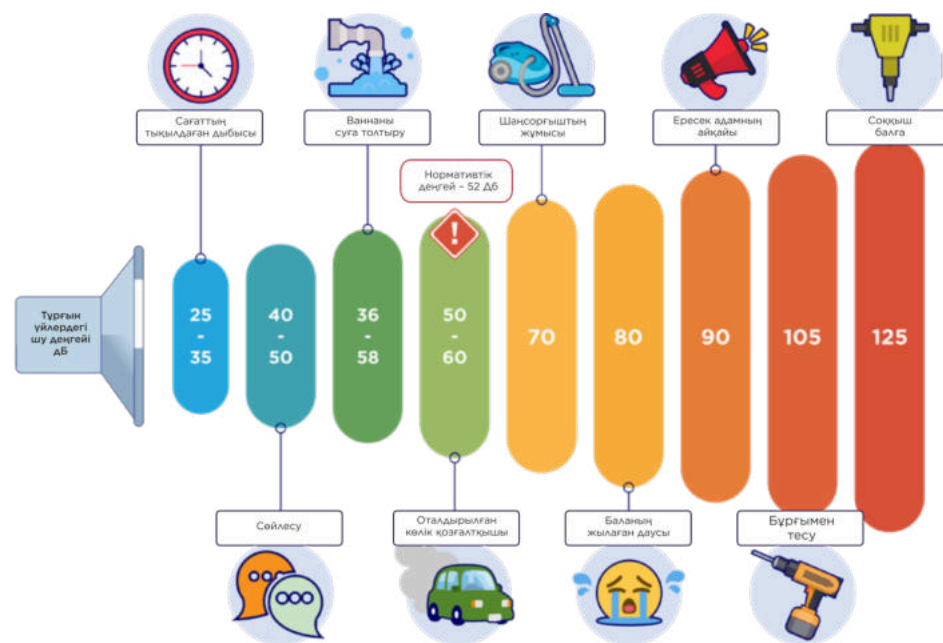 Сағаттың
тықылдаған дыбысы
Ваннаны
суға толтыру
Шаңсорғыштың
жұмысы
Ересек адамның
айқайы
Соққыш
балға
Нормативтік
деңгей – 52 Дб
Тұрғын
үйлердегі
шу деңгейі
дБ
25
-
35
40
-
50
36
-
58
50
-
60
70
80
90
105
125
Сөйлесу
Оталдырылған
көлік қозғалтқышы
Баланың
жылаған даусы
Бұрғымен
тесу